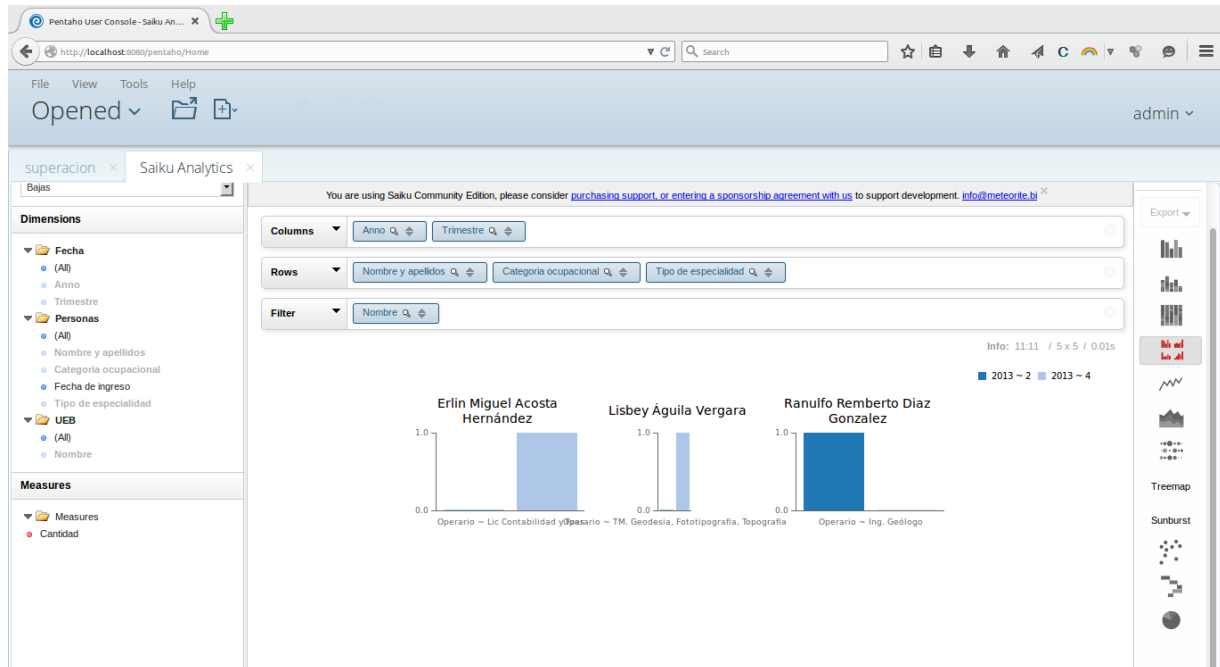 Pentaho User Console - Saiku An...
http://localhost:8080/pentaho/Home
Search
File View Tools Help
Opened
admin
superacion
Saiku Analytics
Bajas
You are using Saiku Community Edition, please consider purchasing support, or entering a sponsorship agreement with us to support development. info@meteorite.bi
Export
Dimensions
Fecha
(All)
Anno
Trimestre
Personas
(All)
Nombre y apellidos
Categoria ocupacional
Fecha de ingreso
Tipo de especialidad
UEB
(All)
Nombre
Measures
Measures
Cantidad
Columns Anno Trimestre
Rows Nombre y apellidos Categoria ocupacional Tipo de especialidad
Filter Nombre
Info: 11:11 / 5 x 5 / 0.01s
2013 ~ 2 2013 ~ 4
Erlin Miguel Acosta
Hernández
Lisbey Águila Vergara
Ranulfo Remberto Diaz
Gonzalez
1.0
0.0
1.0
0.0
1.0
0.0
Operario ~ Lic Contabilidad y
Operario ~ TM. Geodesia, Fototipografía, Topografía
Operario ~ Ing. Geólogo
Treemap
Sunburst